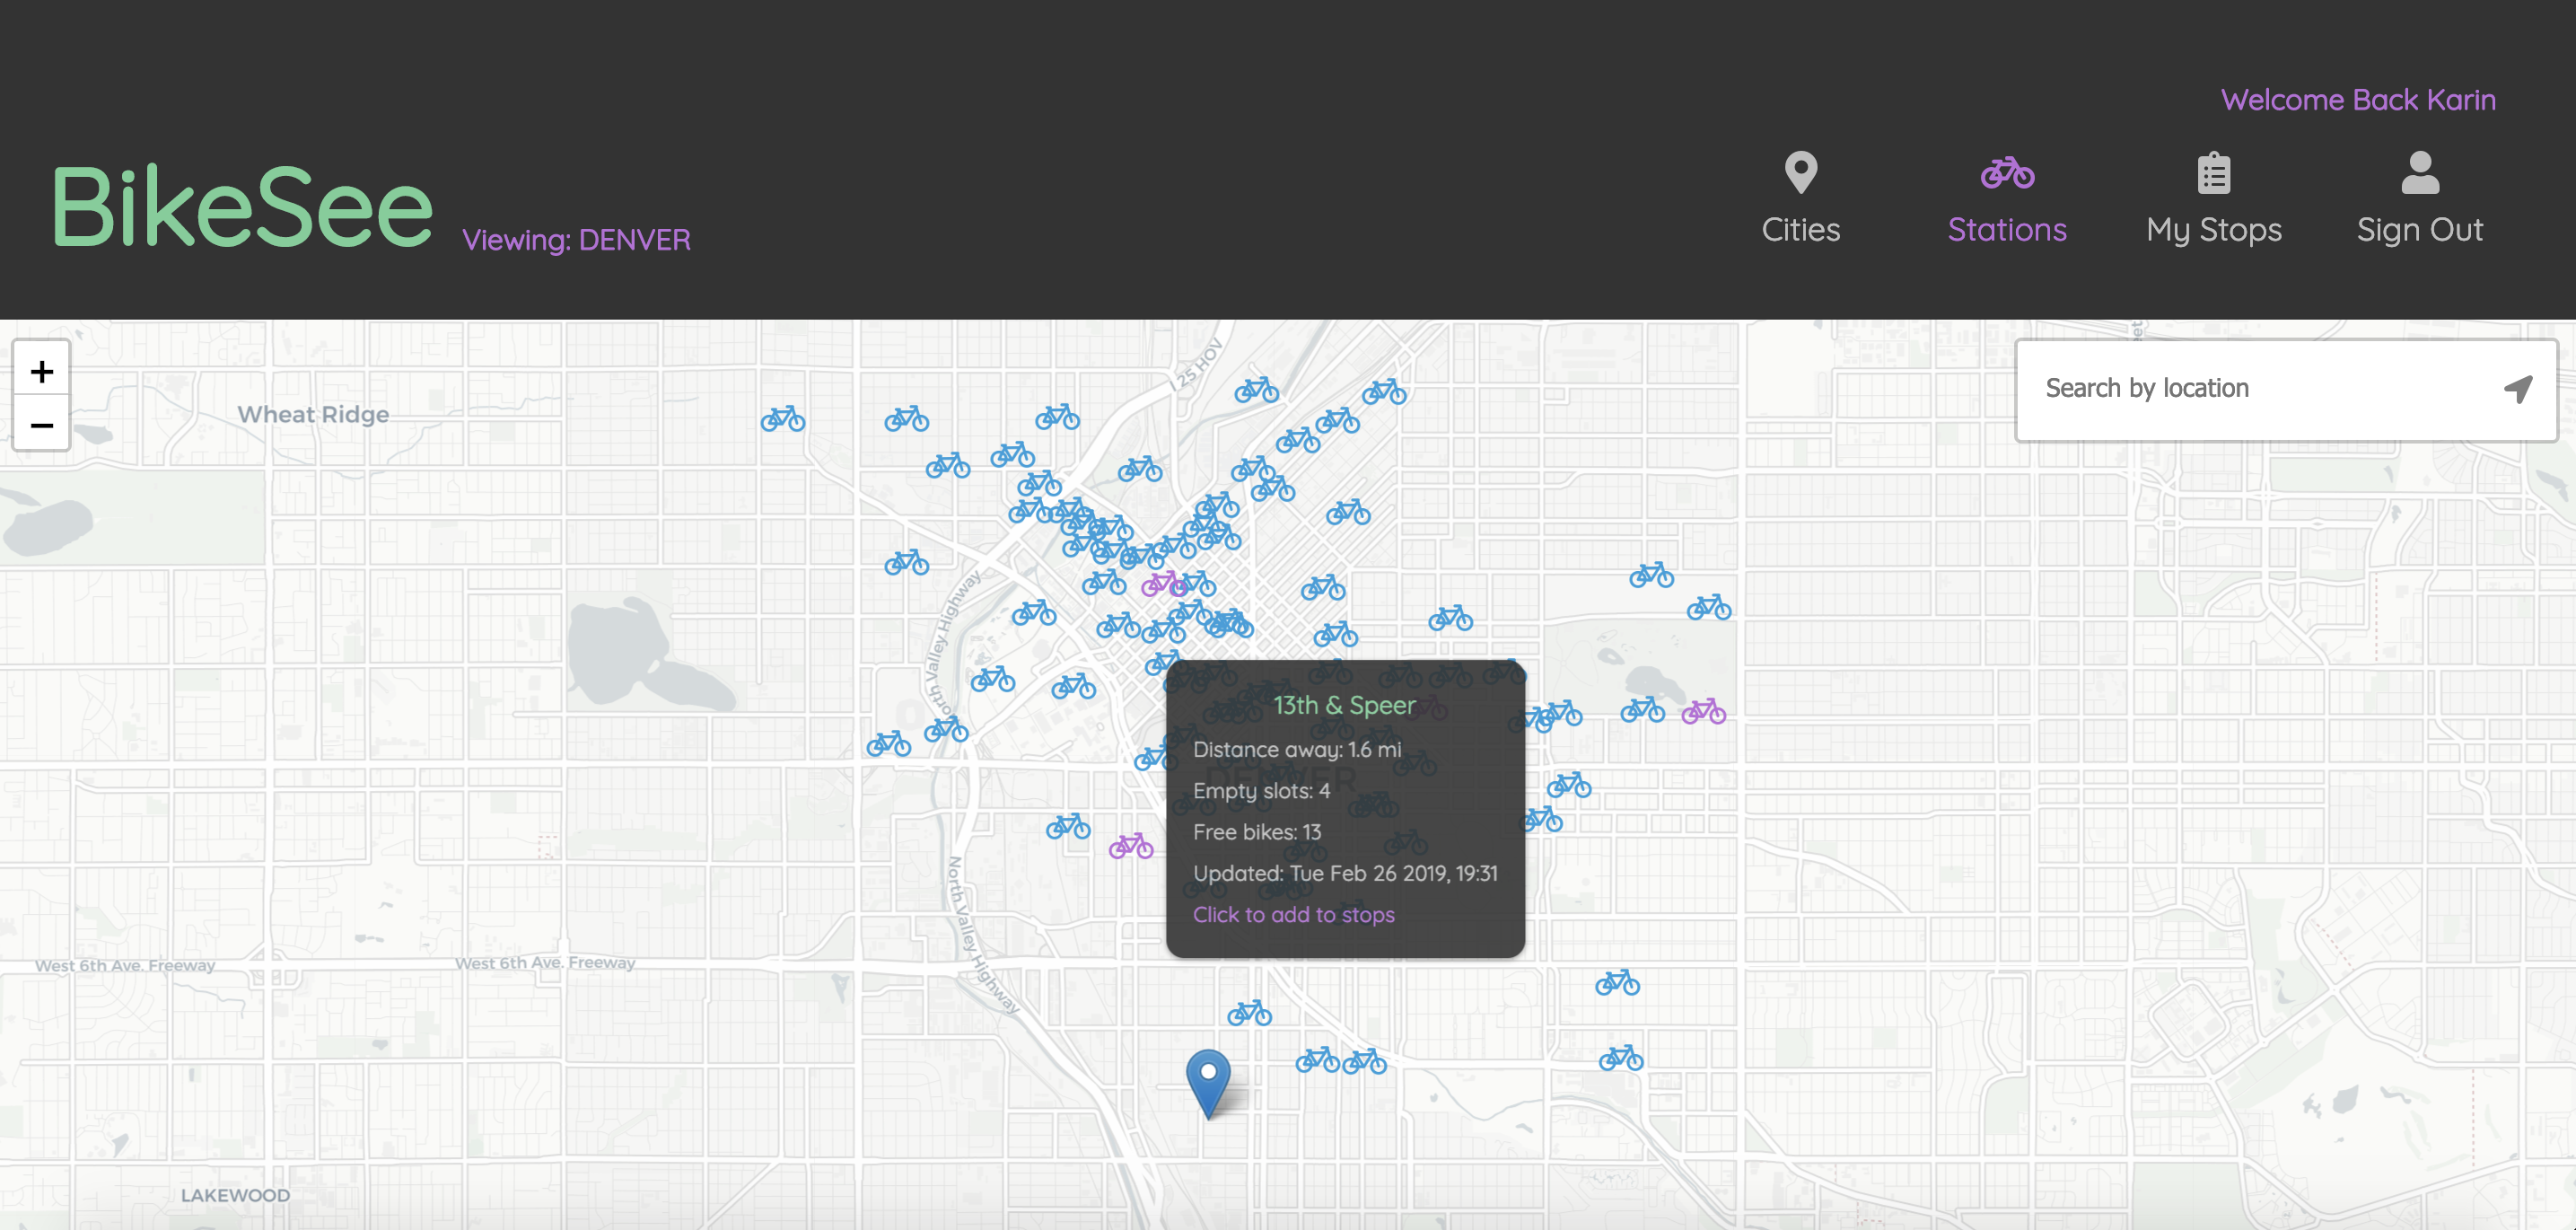 Welcome Back Karin
BikeSee
Viewing: DENVER
Cities
Stations
My Stops
Sign Out
+
−
Search by location
Wheat Ridge
25 HOV
North Valley Highway
13th & Speer
Distance away: 1.6 mi
DENVER
Empty slots: 4
Free bikes: 13
Updated: Tue Feb 26 2019, 19:31
Click to add to stops
North Valley Highway
West 6th Ave. Freeway
West 6th Ave. Freeway
LAKEWOOD